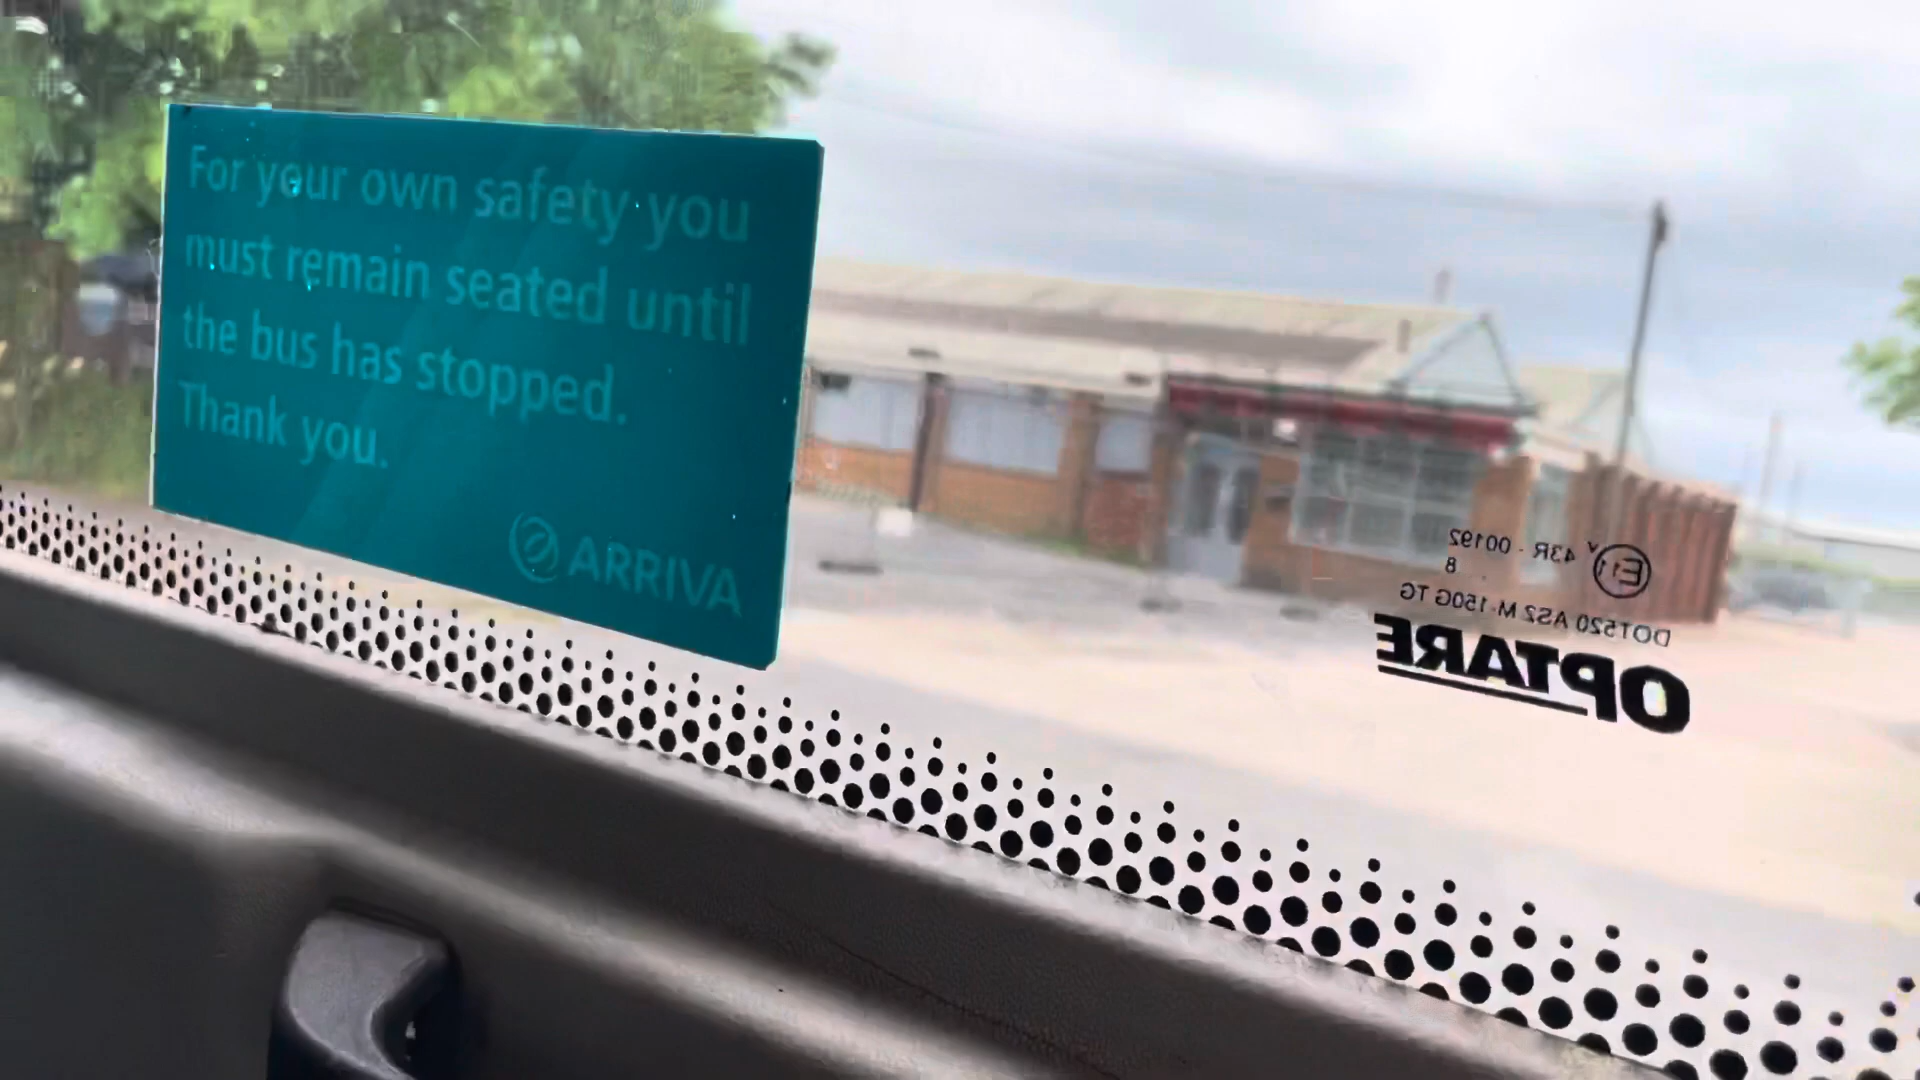 For your own safety you
must remain seated until
the bus has stopped.
Thank you.
ARRIVA
E11 43R - 00192
8
DOT520 AS2 M-150G TG
OPTARE